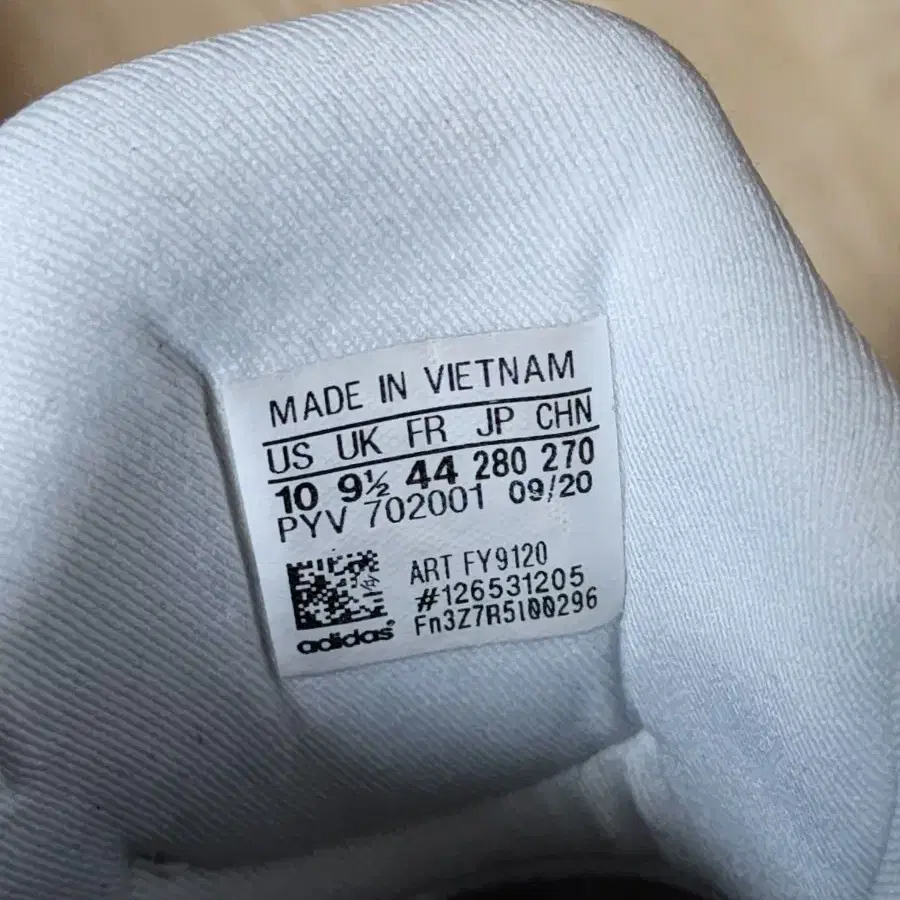 MADE IN VIETNAM
US UK FR JP CHN
10 9½ 44 280 270
PYV 702001 09/20
ART FY9120
#126531205
Fn3Z7R5I00296
adidas